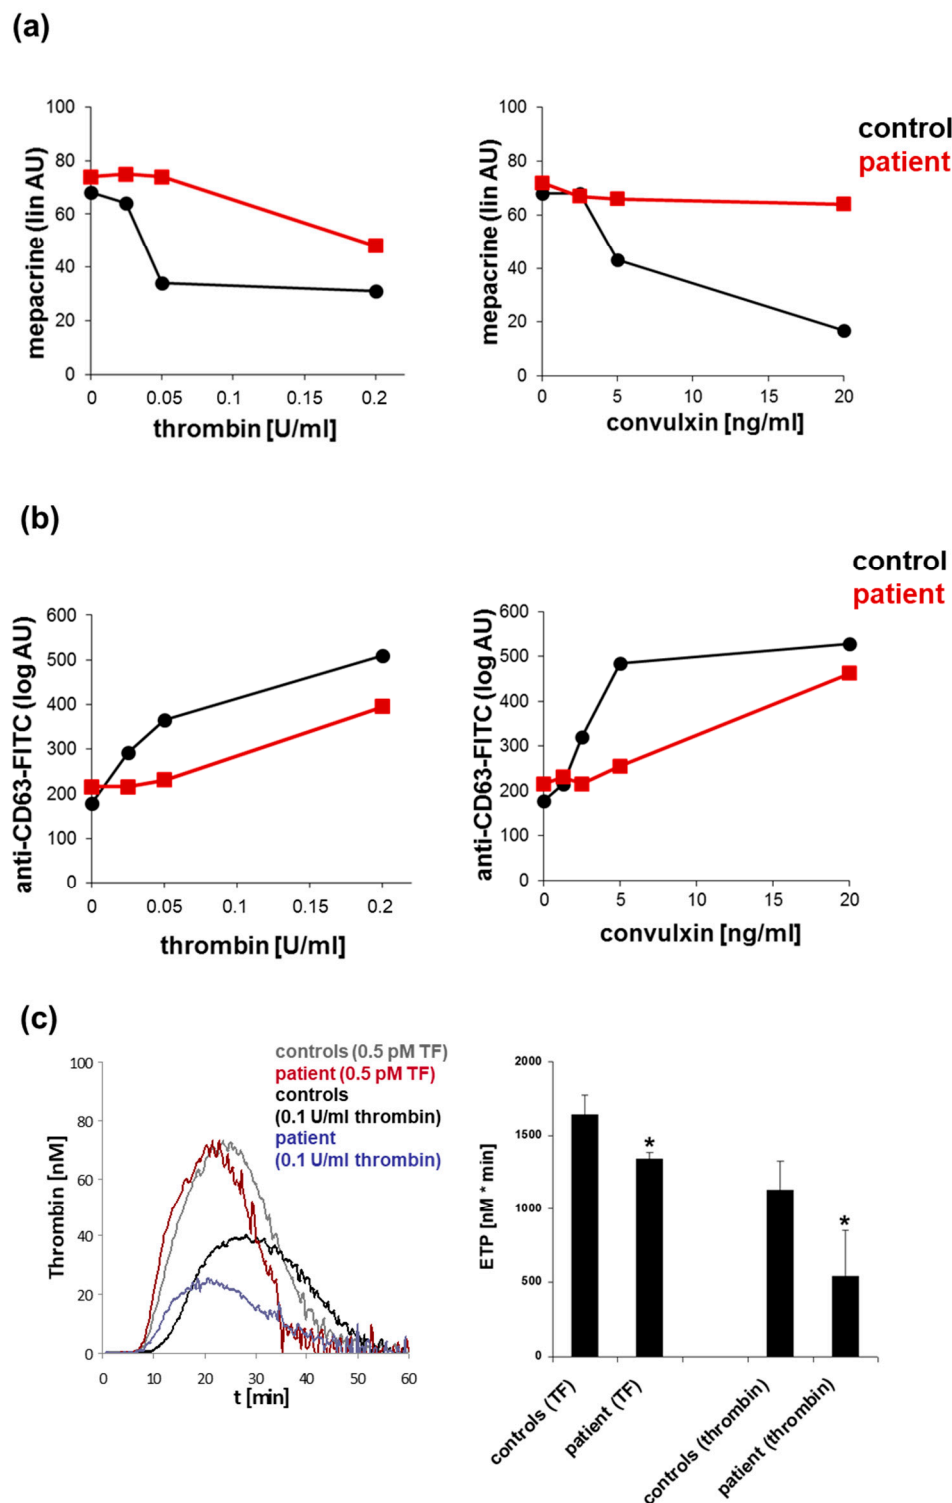 (a)
100
80
60
40
20
0
mepacrine (lin AU)
0
0.05
0.1
0.15
0.2
thrombin [U/ml]
100
80
60
40
20
0
mepacrine (lin AU)
0
5
10
15
20
convulxin [ng/ml]
control
patient
(b)
600
500
400
300
200
100
0
anti-CD63-FITC (log AU)
0
0.05
0.1
0.15
0.2
thrombin [U/ml]
600
500
400
300
200
100
0
anti-CD63-FITC (log AU)
0
5
10
15
20
convulxin [ng/ml]
control
patient
(c)
100
80
60
40
20
0
Thrombin [nM]
0
10
20
30
40
50
60
t [min]
controls (0.5 pM TF)
patient (0.5 pM TF)
controls
(0.1 U/ml thrombin)
patient
(0.1 U/ml thrombin)
2000
1500
1000
500
0
ETP [nM * min]
*
*
controls (TF)
patient (TF)
controls (thrombin)
patient (thrombin)